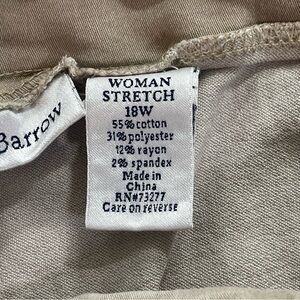 Barrow
WOMAN
STRETCH
18W
55% cotton
31% polyester
12% rayon
2% spandex
Made in
China
RN#73277
Care on reverse